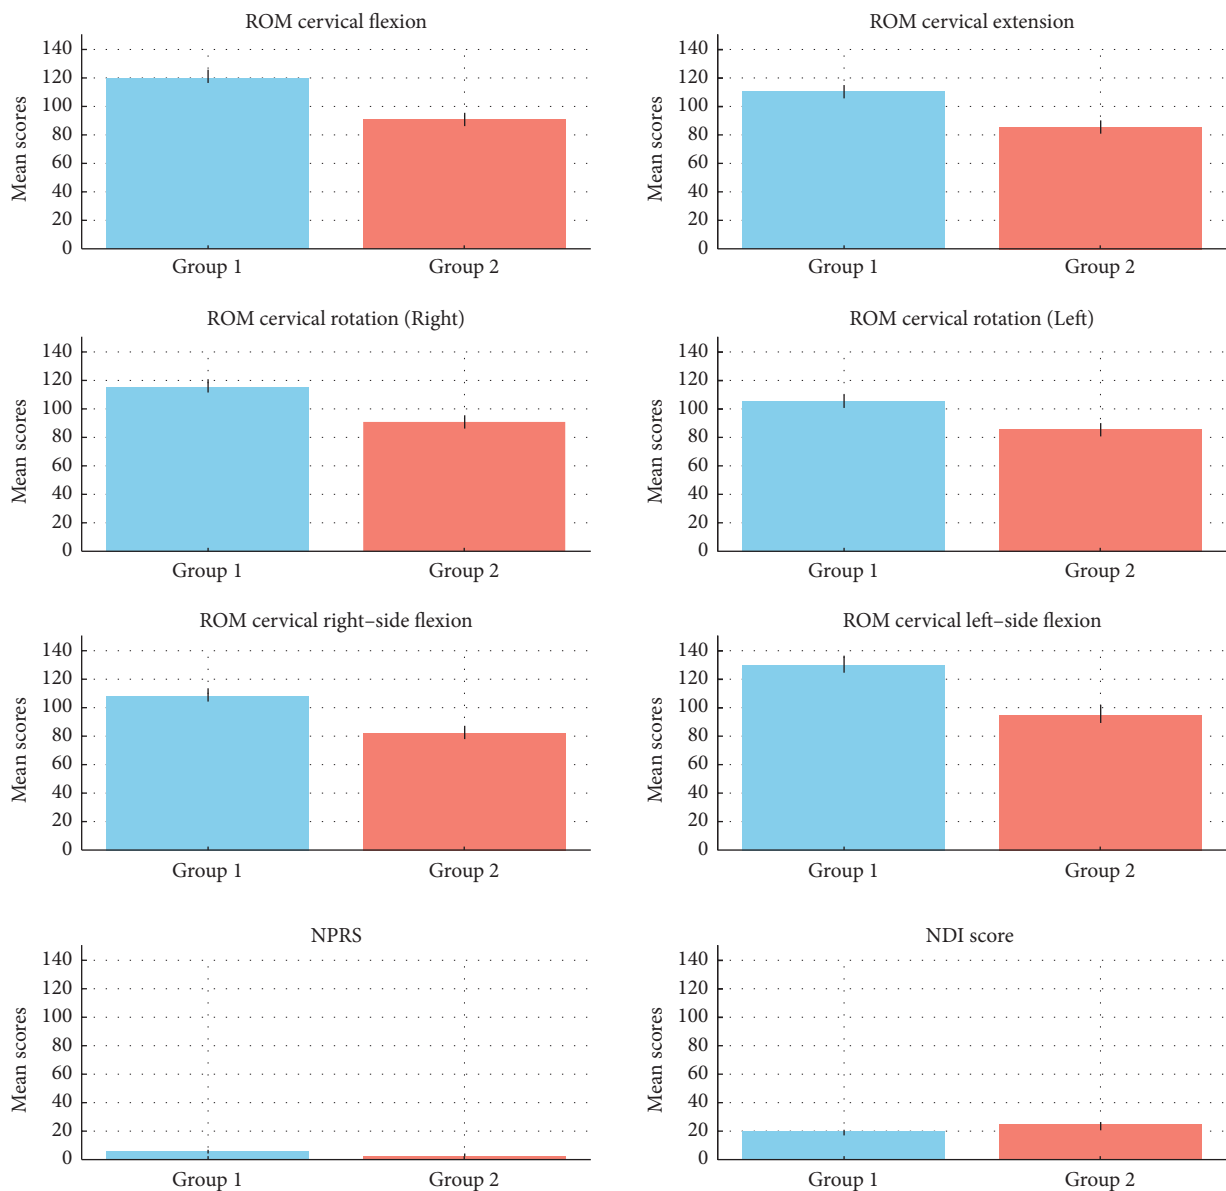 ROM cervical flexion
Mean scores
140
120
100
80
60
40
20
0
Group 1 Group 2
ROM cervical extension
Mean scores
140
120
100
80
60
40
20
0
Group 1 Group 2
ROM cervical rotation (Right)
Mean scores
140
120
100
80
60
40
20
0
Group 1 Group 2
ROM cervical rotation (Left)
Mean scores
140
120
100
80
60
40
20
0
Group 1 Group 2
ROM cervical right–side flexion
Mean scores
140
120
100
80
60
40
20
0
Group 1 Group 2
ROM cervical left–side flexion
Mean scores
140
120
100
80
60
40
20
0
Group 1 Group 2
NPRS
Mean scores
140
120
100
80
60
40
20
0
Group 1 Group 2
NDI score
Mean scores
140
120
100
80
60
40
20
0
Group 1 Group 2